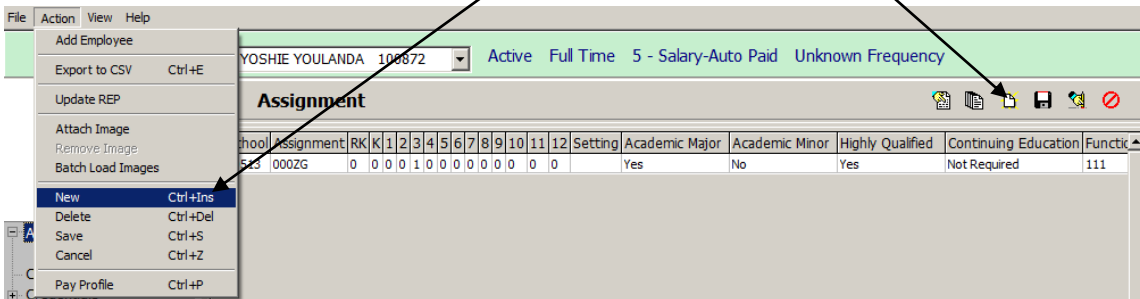 File Action View Help
Add Employee
YOSHIE YOULANDA 100872 Active Full Time 5 - Salary-Auto Paid Unknown Frequency
Export to CSV Ctrl+E
Update REP
Assignment
Attach Image
Remove Image
hool Assignment RK K 1 2 3 4 5 6 7 8 9 10 11 12 Setting Academic Major Academic Minor Highly Qualified Continuing Education Functic
Batch Load Images
513 000ZG 0 0 0 0 1 0 0 0 0 0 0 0 0 0 Yes No Yes Not Required 111
New Ctrl+Ins
Delete Ctrl+Del
Save Ctrl+S
Cancel Ctrl+Z
Pay Profile Ctrl+P